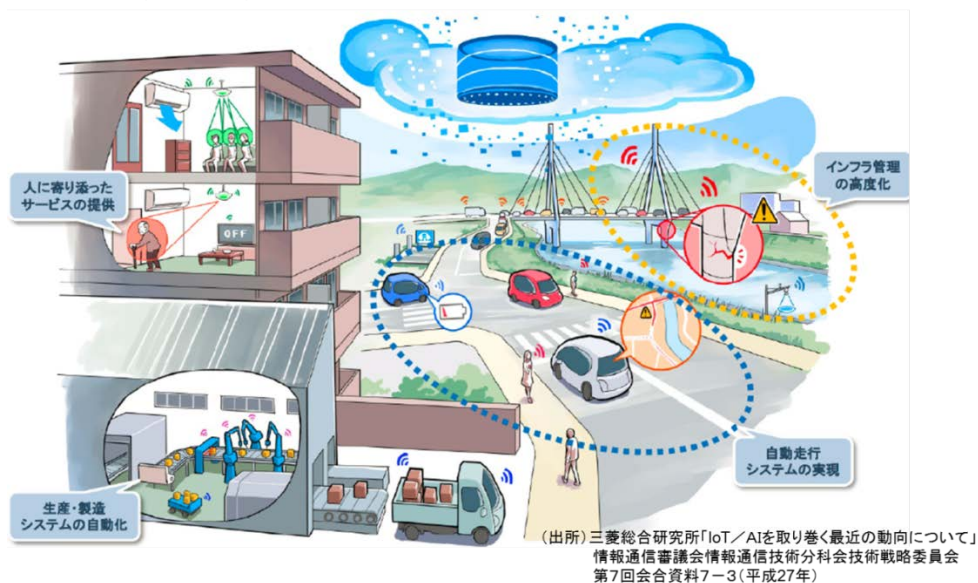 人に寄り添った
サービスの提供
OFF
インフラ管理
の高度化
自動走行
システムの実現
生産・製造
システムの自動化
（出所）三菱総合研究所「IoT／AIを取り巻く最近の動向について」
情報通信審議会情報通信技術分科会技術戦略委員会
第7回会合資料7－3（平成27年）